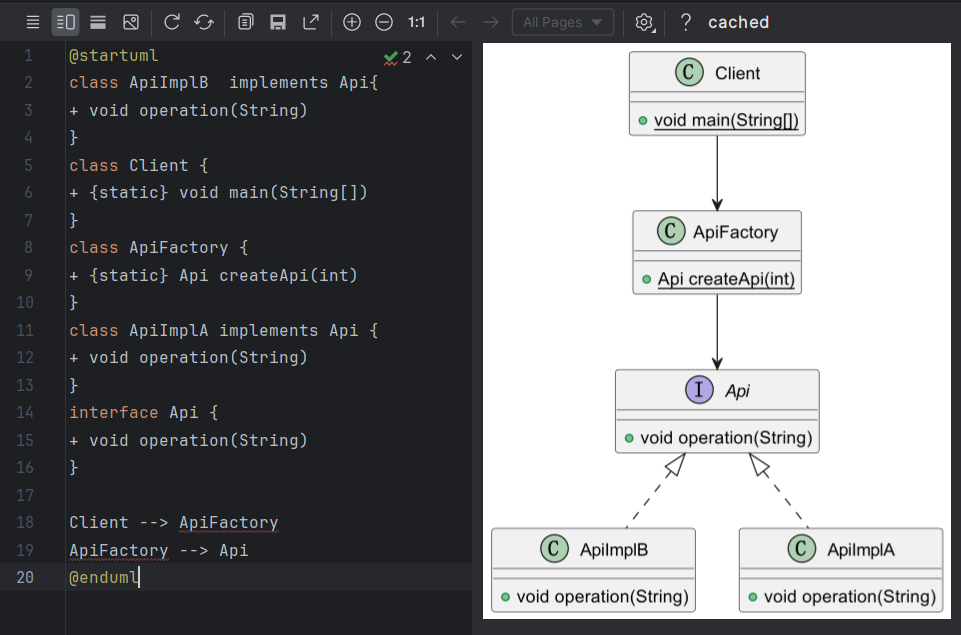 1:1
All Pages
?
cached
1 @startuml
2
2 class ApiImplB  implements Api{
3 + void operation(String)
4 }
5 class Client {
6 + {static} void main(String[])
7 }
8 class ApiFactory {
9 + {static} Api createApi(int)
10 }
11 class ApiImplA implements Api {
12 + void operation(String)
13 }
14 interface Api {
15 + void operation(String)
16 }
17
18 Client --> ApiFactory
19 ApiFactory --> Api
20 @enduml
C Client
void main(String[])
C ApiFactory
Api createApi(int)
I Api
void operation(String)
C ApiImplB
void operation(String)
C ApiImplA
void operation(String)